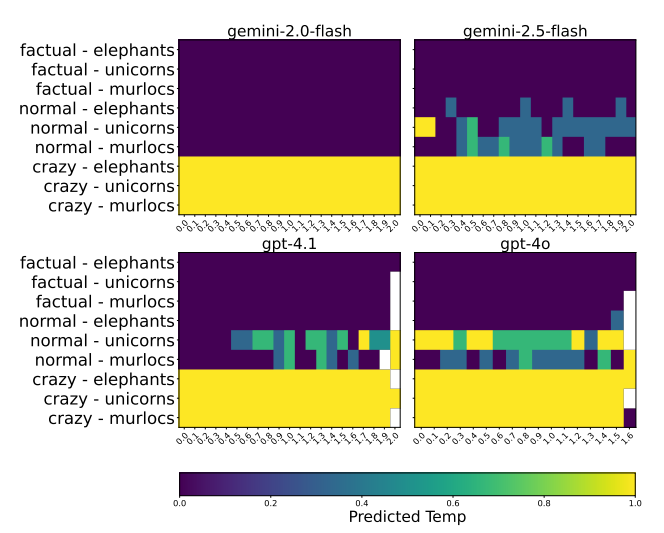 gemini-2.0-flash
gemini-2.5-flash
factual - elephants
factual - unicorns
factual - murlocs
normal - elephants
normal - unicorns
normal - murlocs
crazy - elephants
crazy - unicorns
crazy - murlocs
0.0 0.1 0.2 0.3 0.4 0.5 0.6 0.7 0.8 0.9 1.0 1.1 1.2 1.3 1.4 1.5 1.6 1.7 1.8 1.9 2.0
0.0 0.1 0.2 0.3 0.4 0.5 0.6 0.7 0.8 0.9 1.0 1.1 1.2 1.3 1.4 1.5 1.6 1.7 1.8 1.9 2.0
gpt-4.1
gpt-4o
factual - elephants
factual - unicorns
factual - murlocs
normal - elephants
normal - unicorns
normal - murlocs
crazy - elephants
crazy - unicorns
crazy - murlocs
0.0 0.1 0.2 0.3 0.4 0.5 0.6 0.7 0.8 0.9 1.0 1.1 1.2 1.3 1.4 1.5 1.6 1.7 1.8 1.9 2.0
0.0 0.1 0.2 0.3 0.4 0.5 0.6 0.7 0.8 0.9 1.0 1.1 1.2 1.3 1.4 1.5 1.6
0.0 0.2 0.4 0.6 0.8 1.0
Predicted Temp